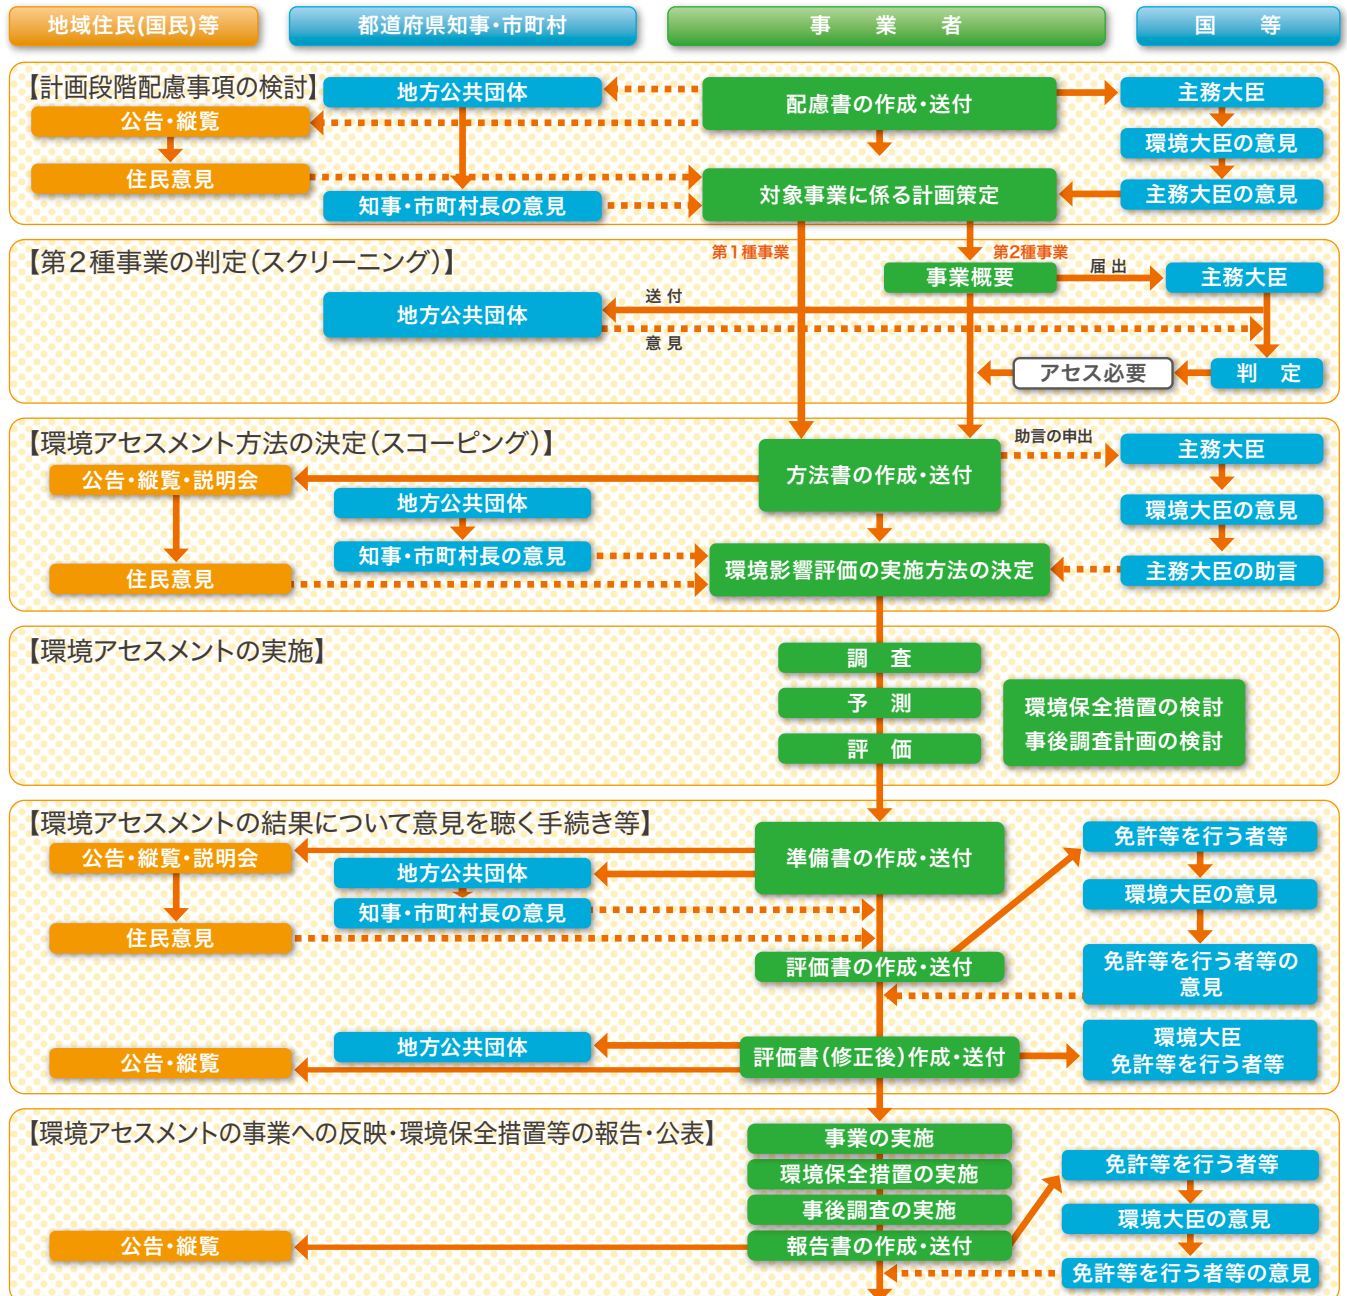 地域住民(国民)等
都道府県知事・市町村
事業者
国等
【計画段階配慮事項の検討】
地方公共団体
配慮書の作成・送付
主務大臣
公告・縦覧
環境大臣の意見
住民意見
知事・市町村長の意見
対象事業に係る計画策定
主務大臣の意見
【第２種事業の判定（スクリーニング）】
第1種事業
第2種事業
事業概要
届出
主務大臣
送付
地方公共団体
意見
アセス必要
判定
【環境アセスメント方法の決定（スコーピング）】
助言の申出
主務大臣
公告・縦覧・説明会
方法書の作成・送付
地方公共団体
環境大臣の意見
知事・市町村長の意見
住民意見
環境影響評価の実施方法の決定
主務大臣の助言
【環境アセスメントの実施】
調査
予測
評価
環境保全措置の検討
事後調査計画の検討
【環境アセスメントの結果について意見を聴く手続き等】
公告・縦覧・説明会
準備書の作成・送付
免許等を行う者等
地方公共団体
環境大臣の意見
知事・市町村長の意見
住民意見
評価書の作成・送付
免許等を行う者等の
意見
地方公共団体
公告・縦覧
評価書（修正後）作成・送付
環境大臣
免許等を行う者等
【環境アセスメントの事業への反映・環境保全措置等の報告・公表】
事業の実施
環境保全措置の実施
事後調査の実施
報告書の作成・送付
公告・縦覧
免許等を行う者等
環境大臣の意見
免許等を行う者等の意見